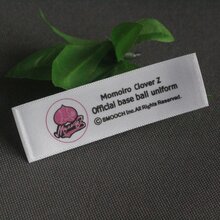 Momoiro Clover Z
Official base ball uniform
©SMOOCH Inc.All Rights Reserved.